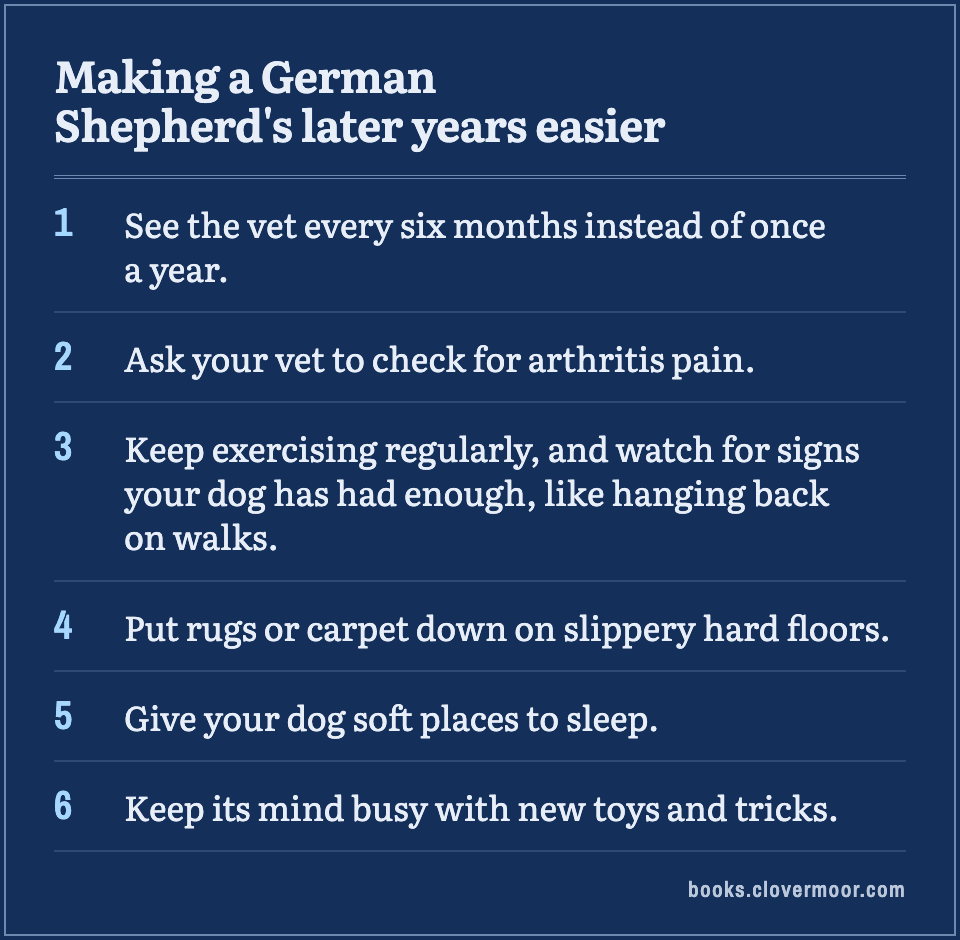 Making a German
Shepherd's later years easier
1 See the vet every six months instead of once
a year.
2 Ask your vet to check for arthritis pain.
3 Keep exercising regularly, and watch for signs
your dog has had enough, like hanging back
on walks.
4 Put rugs or carpet down on slippery hard floors.
5 Give your dog soft places to sleep.
6 Keep its mind busy with new toys and tricks.
books.clovermoor.com